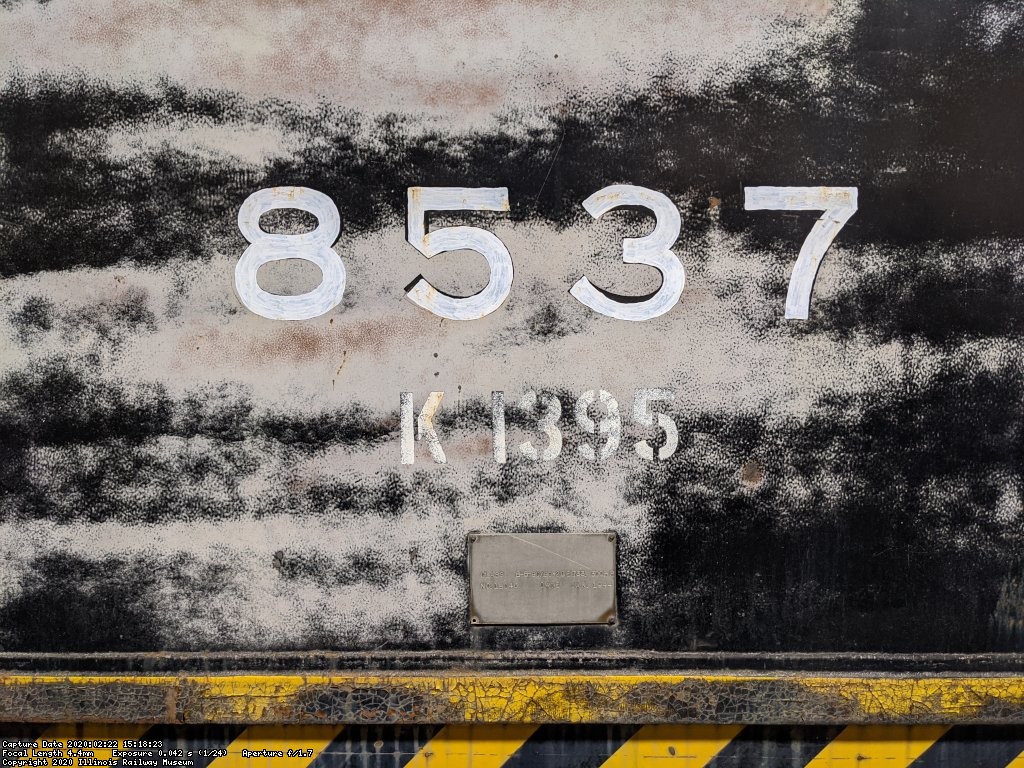 8537
K 1395
Capture Date 2020:02:22 15:18:23
Focal Length 4.4mm Exposure 0.042 s (1/24) Aperture f/1.7
Copyright 2020 Illinois Railway Museum